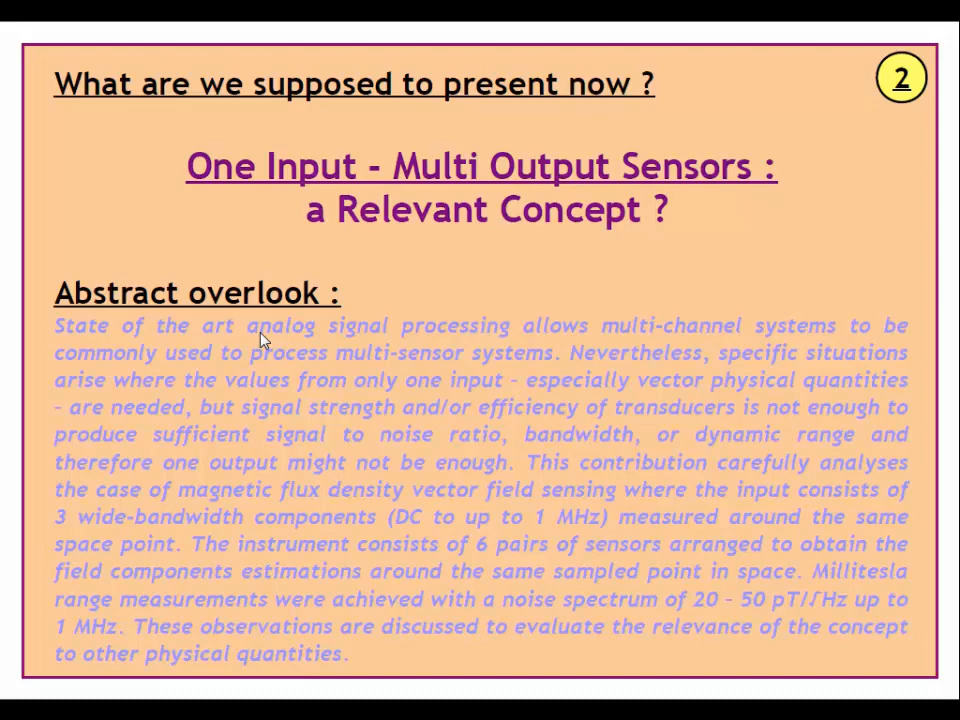 What are we supposed to present now ?
2
One Input - Multi Output Sensors :
a Relevant Concept ?
Abstract overlook :
State of the art analog signal processing allows multi-channel systems to be
commonly used to process multi-sensor systems. Nevertheless, specific situations
arise where the values from only one input – especially vector physical quantities
– are needed, but signal strength and/or efficiency of transducers is not enough to
produce sufficient signal to noise ratio, bandwidth, or dynamic range and
therefore one output might not be enough. This contribution carefully analyses
the case of magnetic flux density vector field sensing where the input consists of
3 wide-bandwidth components (DC to up to 1 MHz) measured around the same
space point. The instrument consists of 6 pairs of sensors arranged to obtain the
field components estimations around the same sampled point in space. Millitesla
range measurements were achieved with a noise spectrum of 20 – 50 pT/√Hz up to
1 MHz. These observations are discussed to evaluate the relevance of the concept
to other physical quantities.